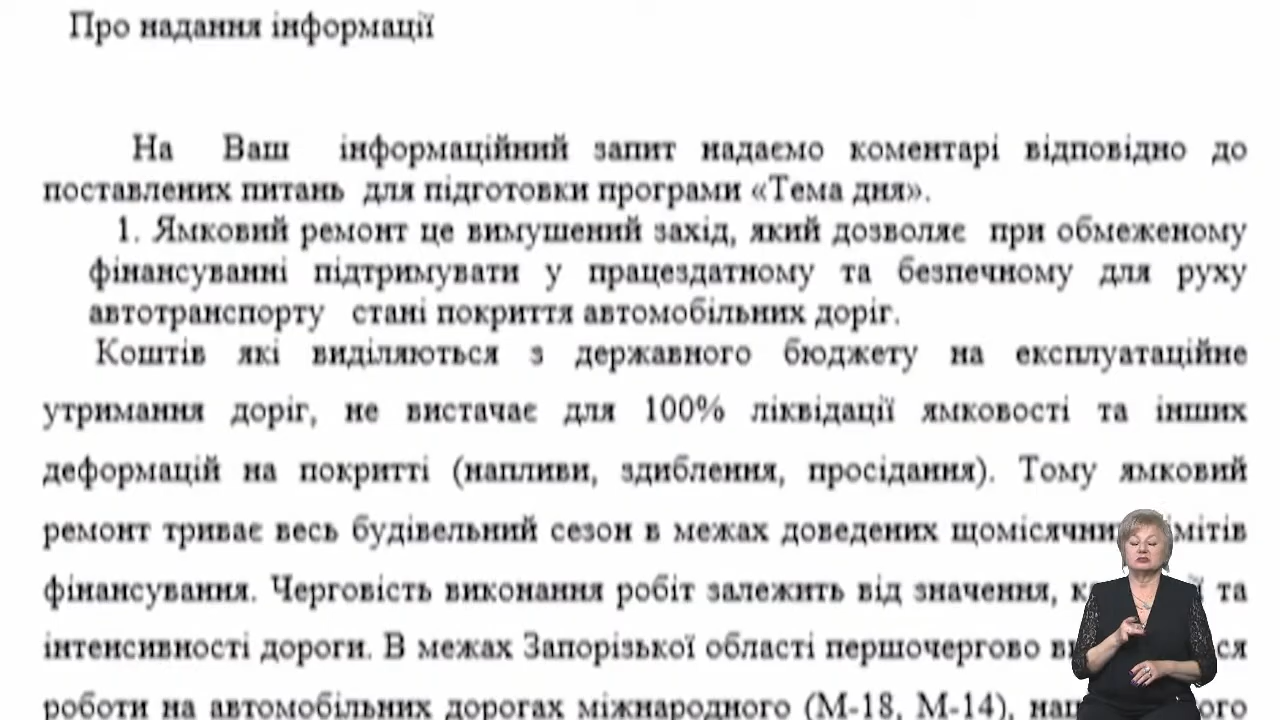 Про надання інформації
На Ваш інформаційний запит надаємо коментарі відповідно до
поставлених питань для підготовки програми «Тема дня».
1. Ямковий ремонт це вимушений захід, який дозволяє при обмеженому
фінансуванні підтримувати у працездатному та безпечному для руху
автотранспорту стані покриття автомобільних доріг.
Коштів які виділяються з державного бюджету на експлуатаційне
утримання доріг, не вистачає для 100% ліквідації ямковості та інших
деформацій на покритті (напливи, здиблення, просідання). Тому ямковий
ремонт триває весь будівельний сезон в межах доведених
фінансування. Черговість виконання робіт залежить від значення, та
інтенсивності дороги. В межах Запорізької області першочергово
роботи на автомобільних дорогах міжнародного (М-18, М-14),